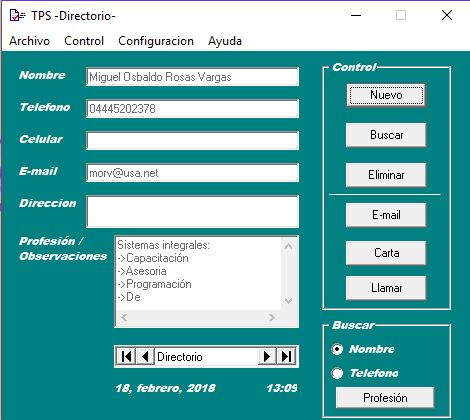 TPS -Directorio-
Archivo Control Configuracion Ayuda
Nombre Miguel Osbaldo Rosas Vargas
Telefono 04445202378
Celular
E-mail morv@usa.net
Direccion
Profesión /
Observaciones
Sistemas integrales:
->Capacitación
->Asesoria
->Programación
->De
Directorio
18, febrero, 2018 13:09
Control
Nuevo
Buscar
Eliminar
E-mail
Carta
Llamar
Buscar
Nombre
Telefono
Profesión